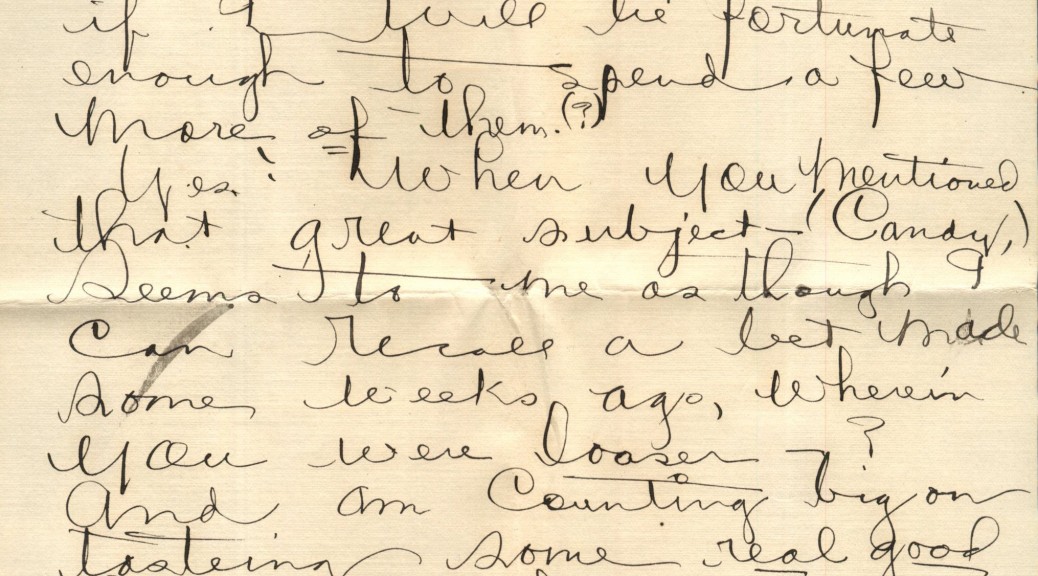 if I will be fortunate
enough to spend a few
more of them. (?)
Yes. When you mentioned
that great subject - (Candy,)
Seems to me as though I
Can recall a bet made
some weeks ago, wherein
you were looser - ?
And am Counting big on
tasteing some real good